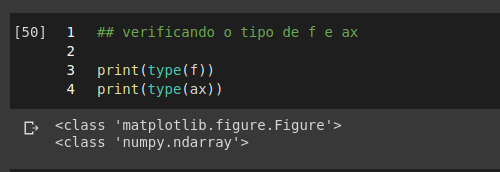 [50] 1 ## verificando o tipo de f e ax
2
3 print(type(f))
4 print(type(ax))
<class 'matplotlib.figure.Figure'>
<class 'numpy.ndarray'>